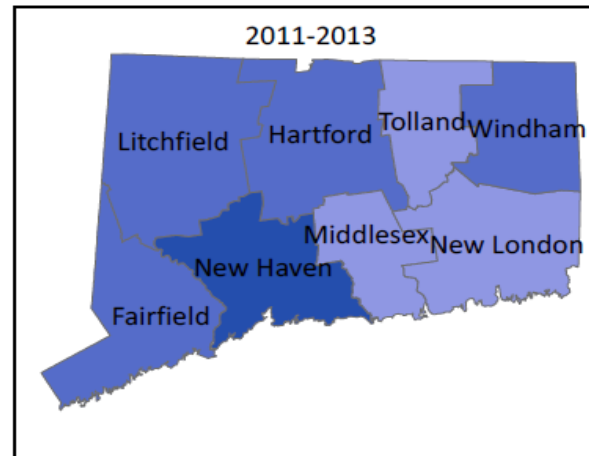 2011-2013
Litchfield
Hartford
Tolland
Windham
Middlesex
New London
New Haven
Fairfield